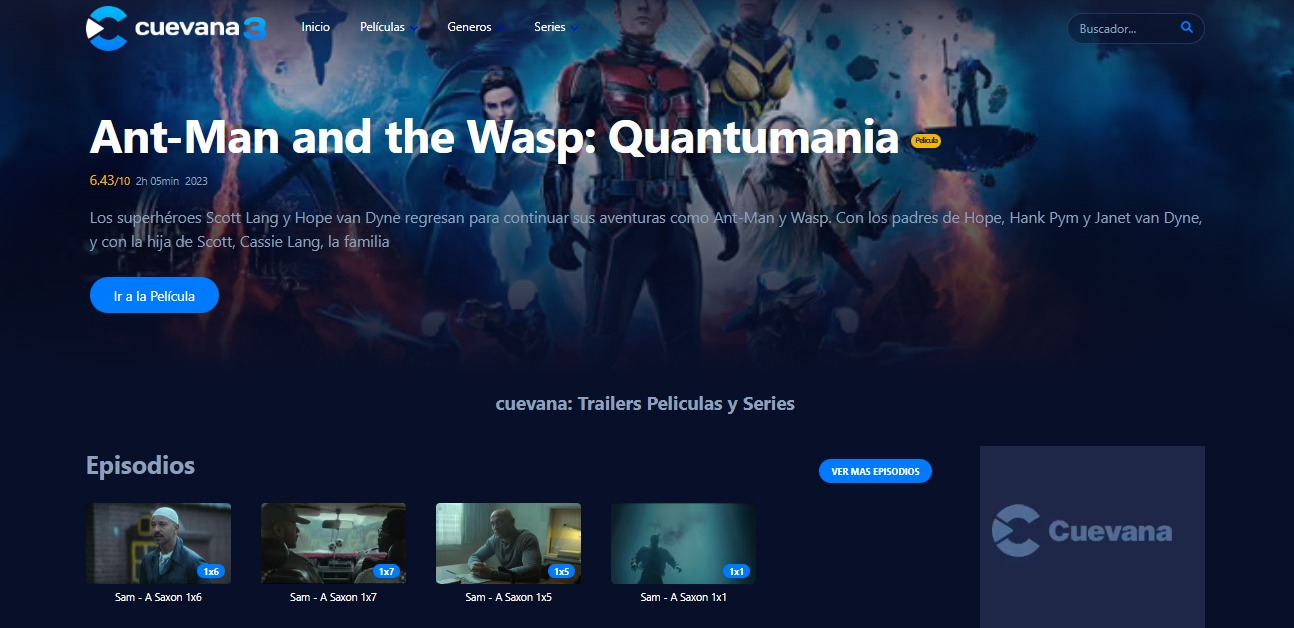 cuevana 3
Inicio
Películas
Generos
Series
Buscador...
Ant-Man and the Wasp: Quantumania
Película
6.43/10 2h 05min 2023
Los superhéroes Scott Lang y Hope van Dyne regresan para continuar sus aventuras como Ant-Man y Wasp. Con los padres de Hope, Hank Pym y Janet van Dyne,
y con la hija de Scott, Cassie Lang, la familia
Ir a la Película
cuevana: Trailers Peliculas y Series
Episodios
VER MAS EPISODIOS
1x6
1x7
1x5
1x1
Sam - A Saxon 1x6
Sam - A Saxon 1x7
Sam - A Saxon 1x5
Sam - A Saxon 1x1
Cuevana